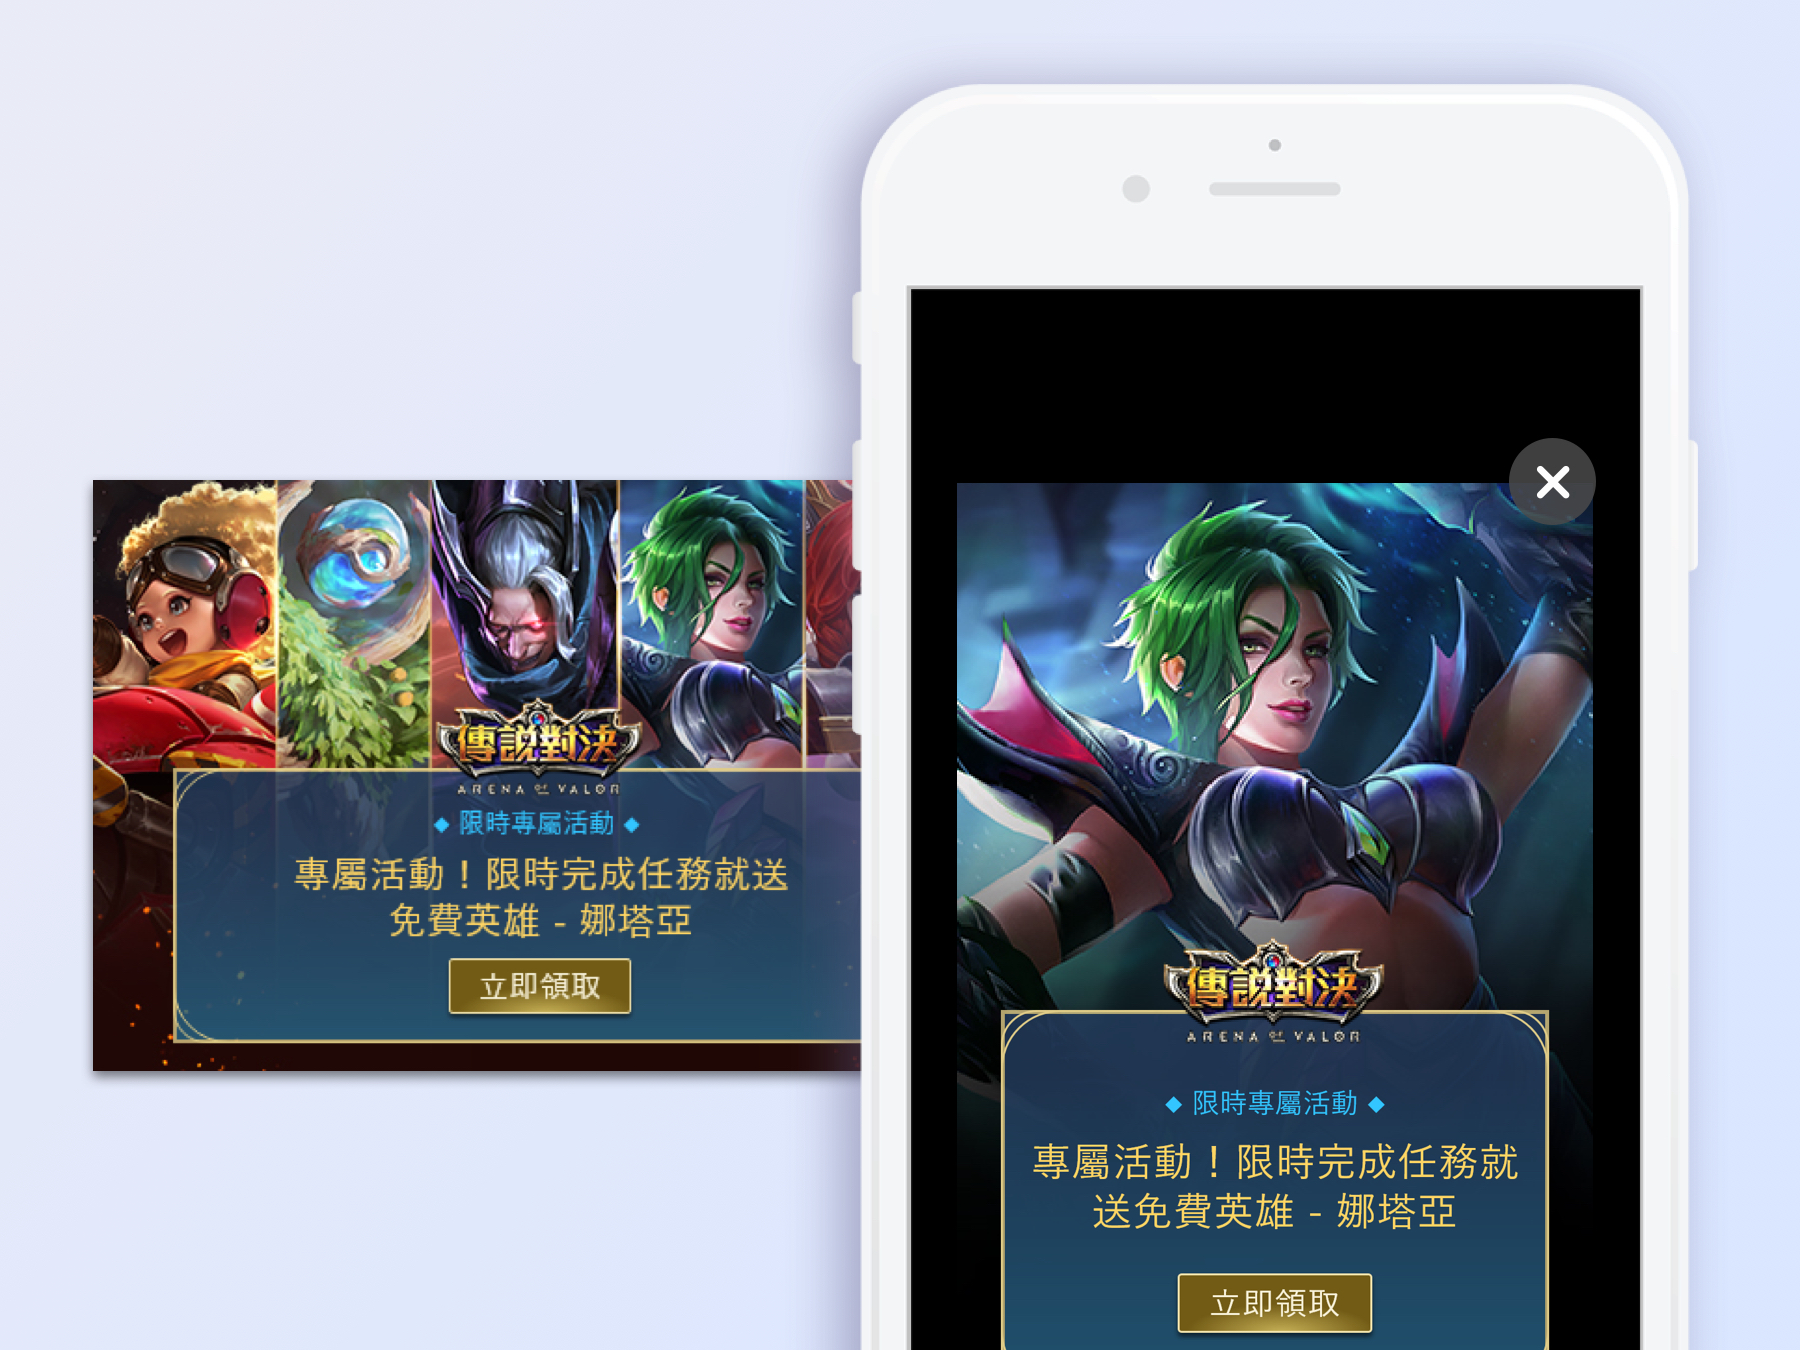 傳說對決
ARENA OF VALOR
◆ 限時專屬活動 ◆
專屬活動！限時完成任務就送
免費英雄 - 娜塔亞
立即領取
傳說對決
ARENA OF VALOR
◆ 限時專屬活動 ◆
專屬活動！限時完成任務就
送免費英雄 - 娜塔亞
立即領取